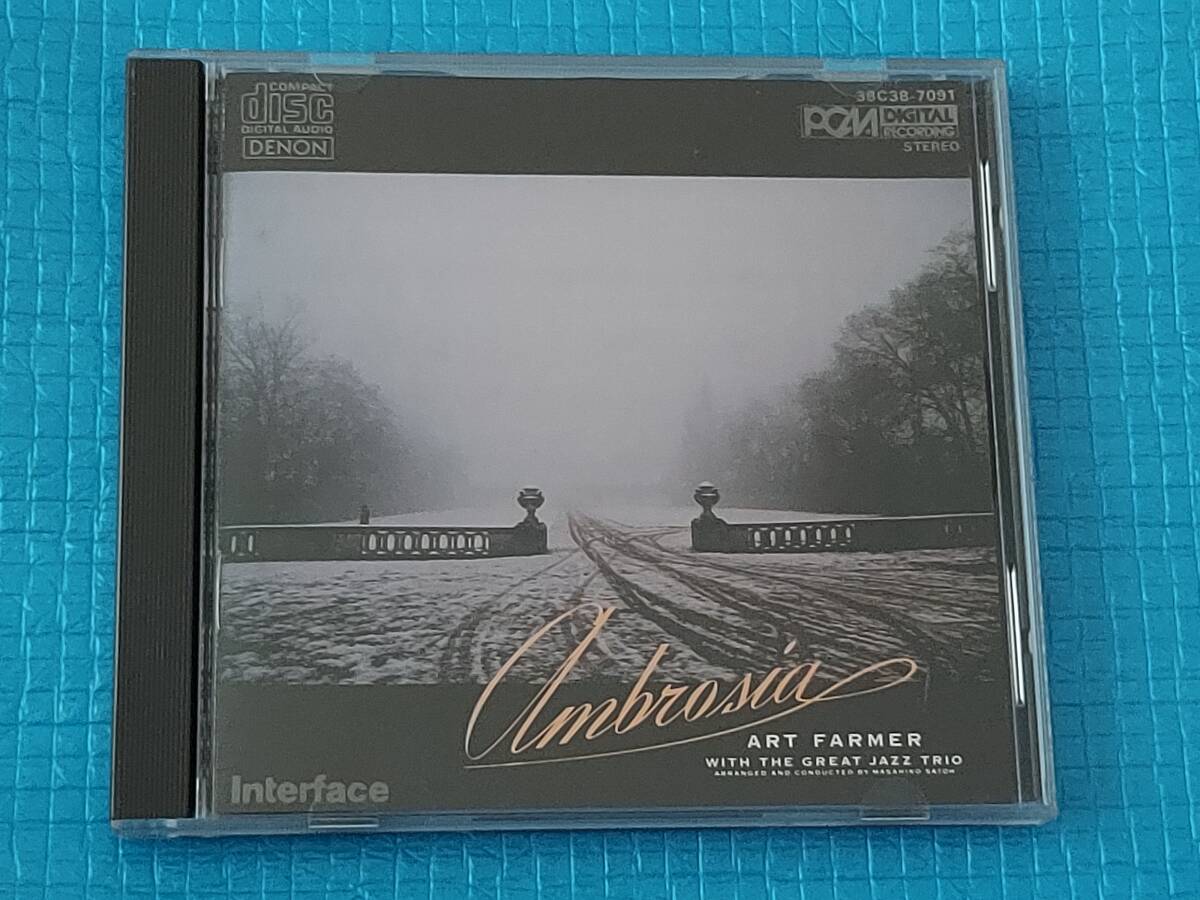 COMPACT
disc
DIGITAL AUDIO
DENON
38C38-7091
PCM DIGITAL
RECORDING
STEREO
Ambrosia
ART FARMER
WITH THE GREAT JAZZ TRIO
ARRANGED AND CONDUCTED BY MASAHIKO SATOH
Interface